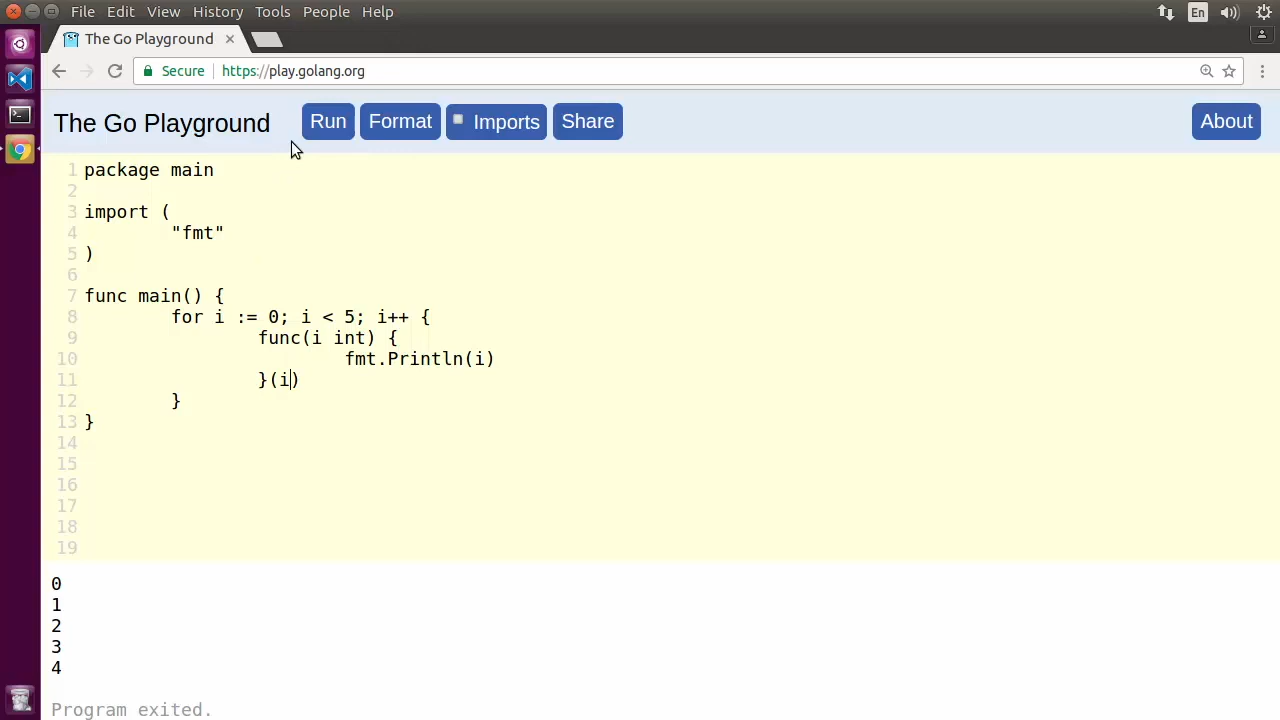 File Edit View History Tools People Help
En
The Go Playground
Secure https://play.golang.org
The Go Playground Run Format Imports Share About
1 package main
2
3 import (
4 "fmt"
5 )
6
7 func main() {
8 for i := 0; i < 5; i++ {
9 func(i int) {
10 fmt.Println(i)
11 }(i)
12 }
13 }
14
15
16
17
18
19
0
1
2
3
4
Program exited.